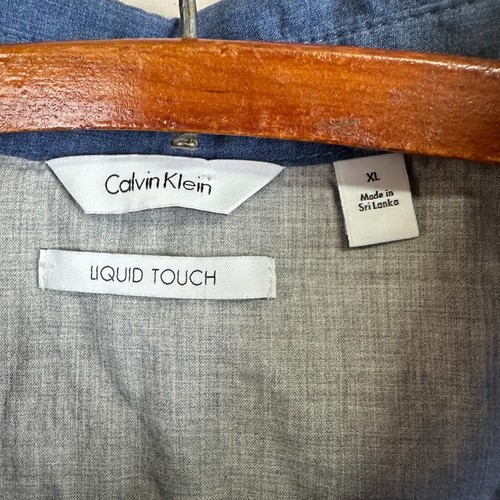 Calvin Klein
XL
Made in
Sri Lanka
LIQUID TOUCH